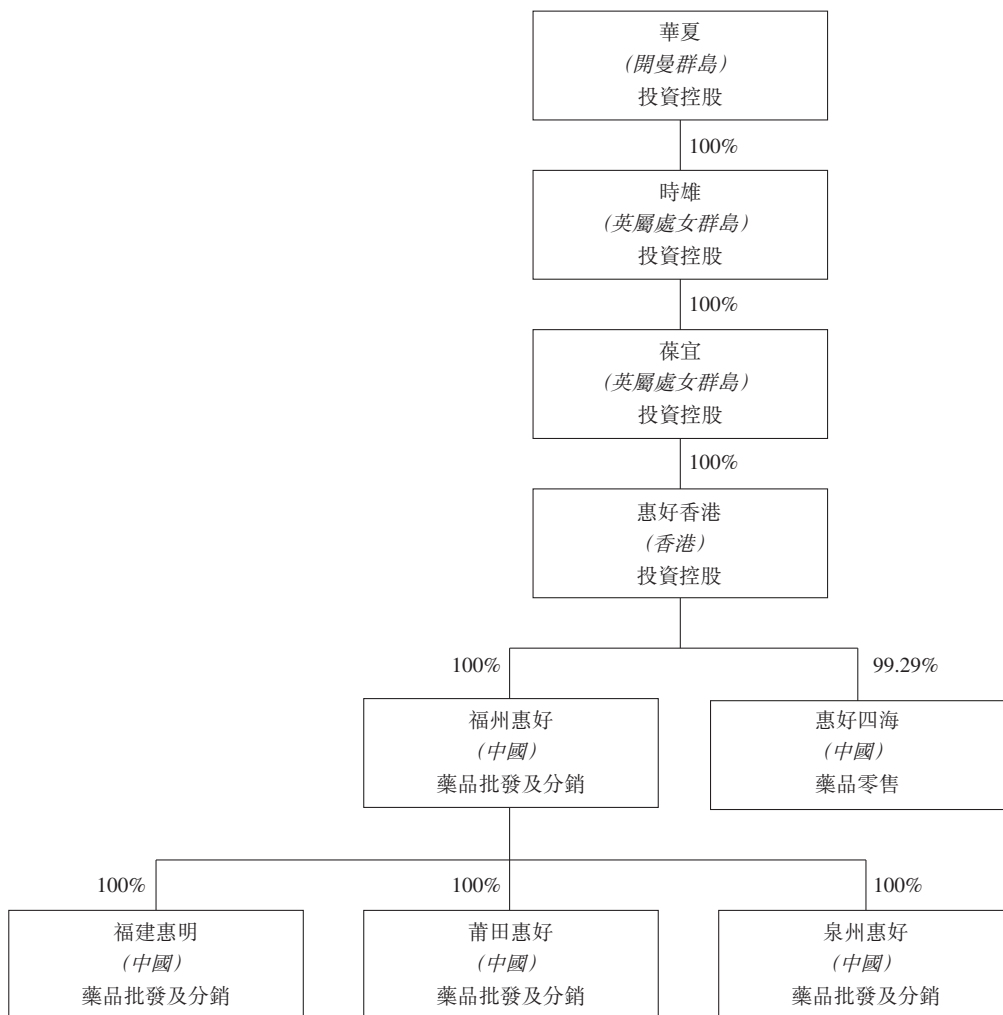 華夏
(開曼群島)
投資控股
100%
時雄
(英屬處女群島)
投資控股
100%
葆宜
(英屬處女群島)
投資控股
100%
惠好香港
(香港)
投資控股
100%
99.29%
福州惠好
(中國)
藥品批發及分銷
惠好四海
(中國)
藥品零售
100%
100%
100%
福建惠明
(中國)
藥品批發及分銷
莆田惠好
(中國)
藥品批發及分銷
泉州惠好
(中國)
藥品批發及分銷